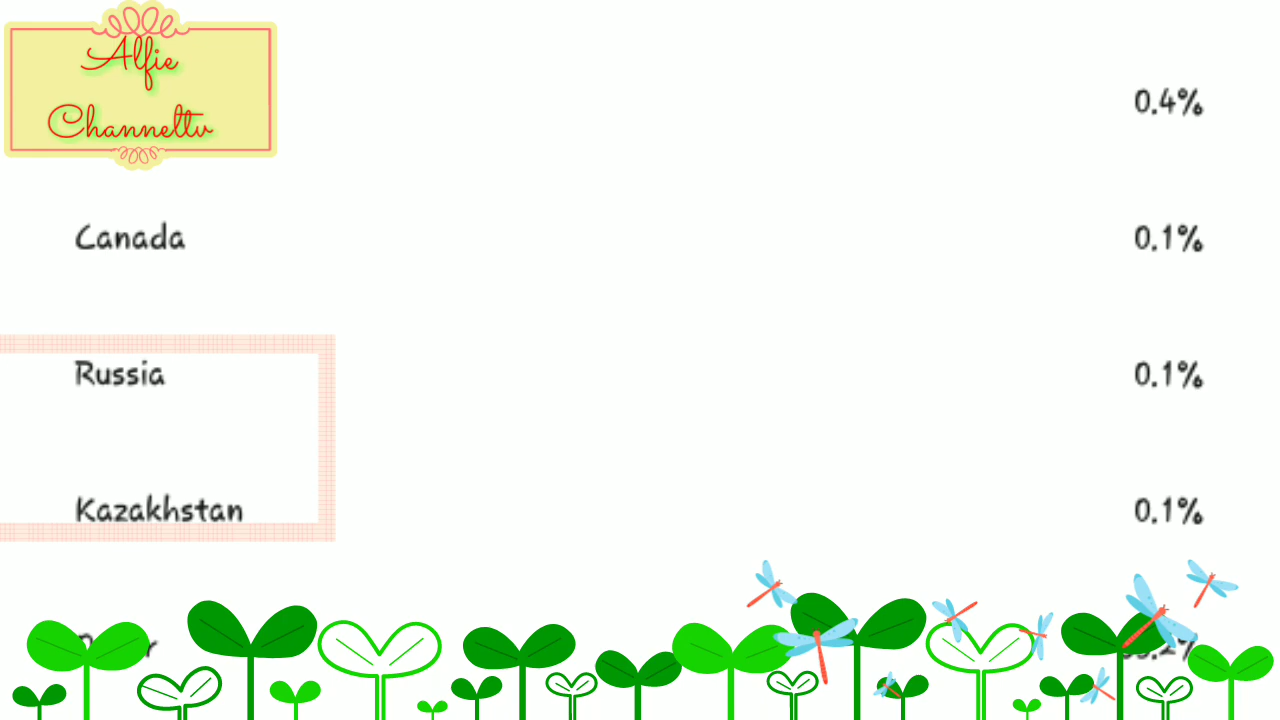 Alfie
Channeltv
0.4%
Canada 0.1%
Russia 0.1%
Kazakhstan 0.1%